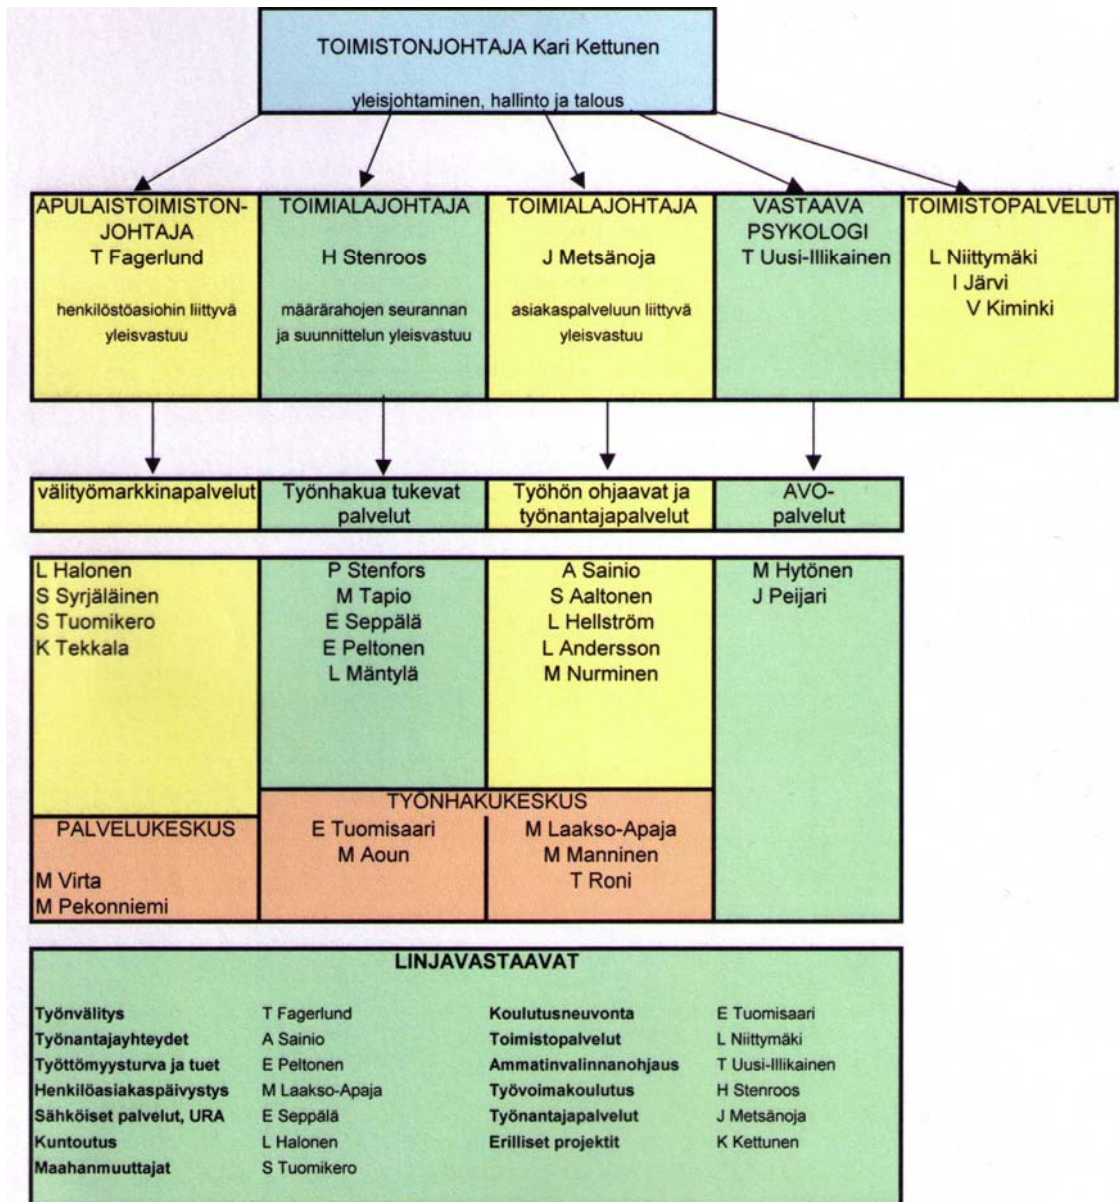 TOIMISTONJOHTAJA Kari Kettunen
yleisjohtaminen, hallinto ja talous
APULAISTOIMISTON-
JOHTAJA
T Fagerlund
henkilöstöasiohin liittyvä
yleisvastuu
TOIMIALAJOHTAJA
H Stenroos
määrärahojen seurannan
ja suunnittelun yleisvastuu
TOIMIALAJOHTAJA
J Metsänoja
asiakaspalveluun liittyvä
yleisvastuu
VASTAAVA
PSYKOLOGI
T Uusi-Illikainen
TOIMISTOPALVELUT
L Niittymäki
I Järvi
V Kiminki
välityömarkkinapalvelut
Työnhakua tukevat
palvelut
Työhön ohjaavat ja
työnantajapalvelut
AVO-
palvelut
L Halonen
S Syrjäläinen
S Tuomikero
K Tekkala
P Stenfors
M Tapio
E Seppälä
E Peltonen
L Mäntylä
A Sainio
S Aaltonen
L Hellström
L Andersson
M Nurminen
M Hytönen
J Peijari
PALVELUKESKUS
M Virta
M Pekonniemi
TYÖNHAKUKESKUS
E Tuomisaari
M Aoun
M Laakso-Apaja
M Manninen
T Roni
LINJAVASTAAVAT
Työnvälitys T Fagerlund
Työnantajayhteydet A Sainio
Työttömyysturva ja tuet E Peltonen
Henkilöasiakaspäivystys M Laakso-Apaja
Sähköiset palvelut, URA E Seppälä
Kuntoutus L Halonen
Maahanmuuttajat S Tuomikero
Koulutusneuvonta E Tuomisaari
Toimistopalvelut L Niittymäki
Ammatinvalinnanohjaus T Uusi-Illikainen
Työvoimakoulutus H Stenroos
Työnantajapalvelut J Metsänoja
Erilliset projektit K Kettunen